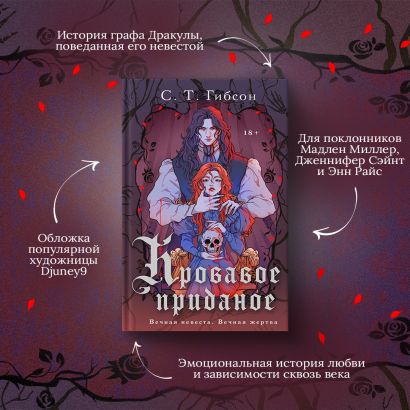 История графа Дракулы,
поведанная его невестой
С. Т. Гибсон
18+
Для поклонников
Мадлен Миллер,
Дженнифер Сэйнт
и Энн Райс
Обложка
популярной
художницы
Djuney9
Кровавое
приданое
Вечная невеста. Вечная жертва
Эмоциональная история любви
и зависимости сквозь века